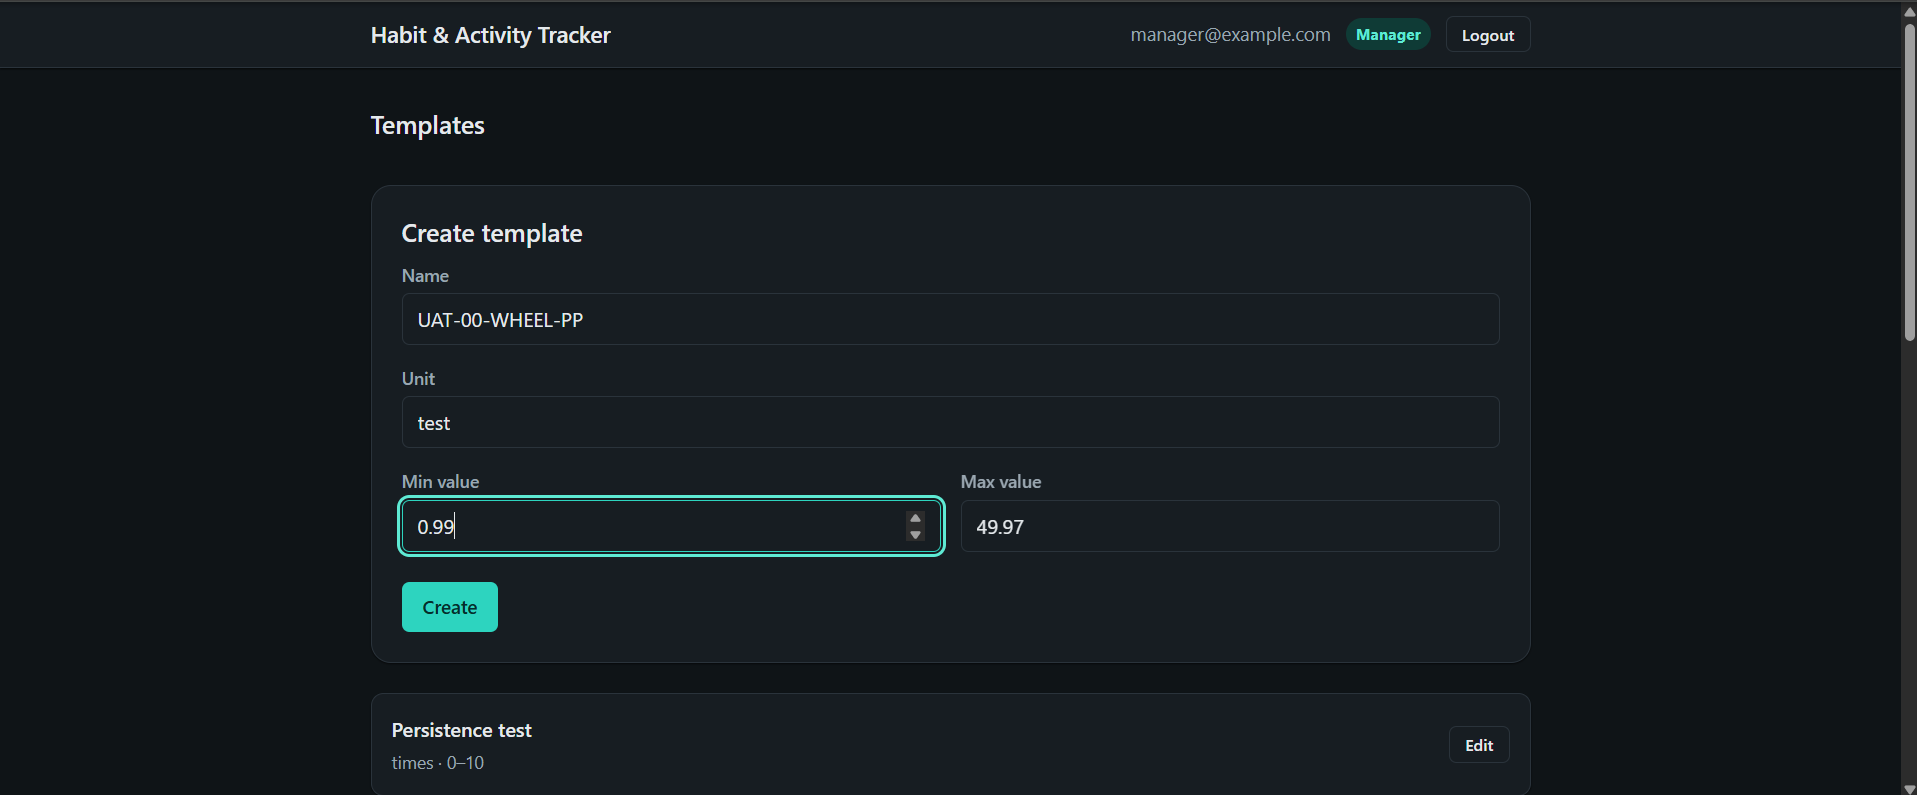 Habit & Activity Tracker
manager@example.com Manager Logout
Templates
Create template
Name
UAT-00-WHEEL-PP
Unit
test
Min value Max value
0.99 49.97
Create
Persistence test
times · 0–10
Edit